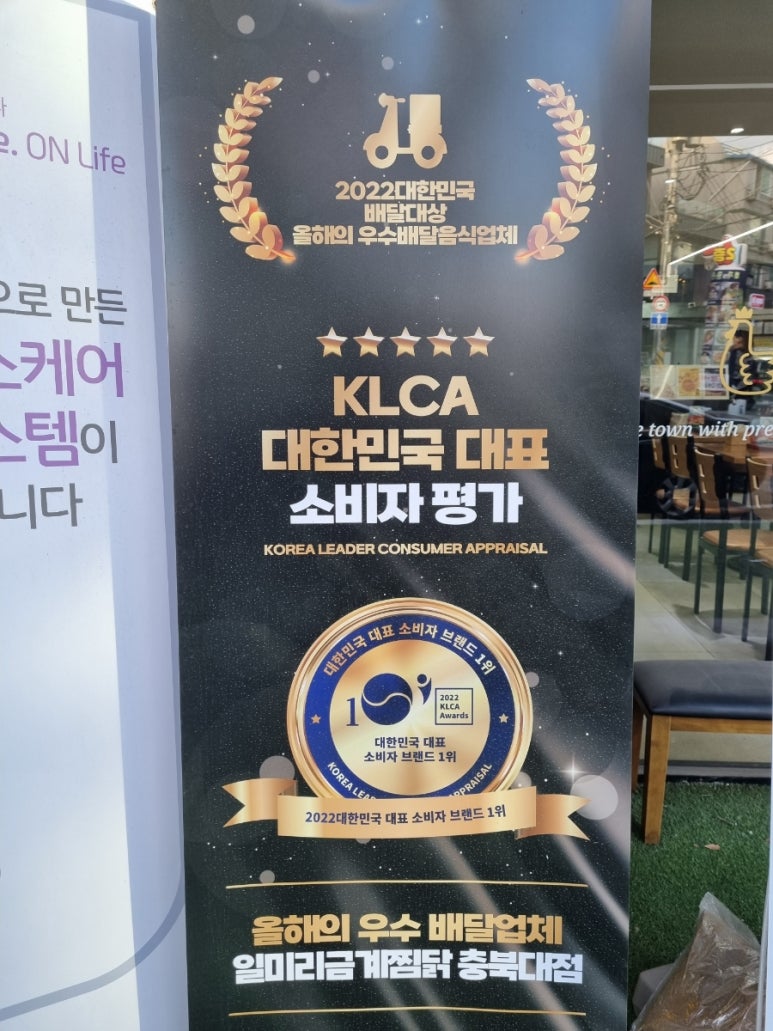 e. ON Life
으로 만든
스케어
스템이
니다
2022대한민국
배달대상
올해의 우수배달음식업체
KLCA
대한민국 대표
소비자 평가
KOREA LEADER CONSUMER APPRAISAL
대한민국 대표 소비자 브랜드 1위
2022
KLCA
Awards
대한민국 대표
소비자 브랜드 1위
KOREA LEA
APPRAISAL
2022대한민국 대표 소비자 브랜드 1위
올해의 우수 배달업체
일미리금계찜닭 충북대점
e town with pre